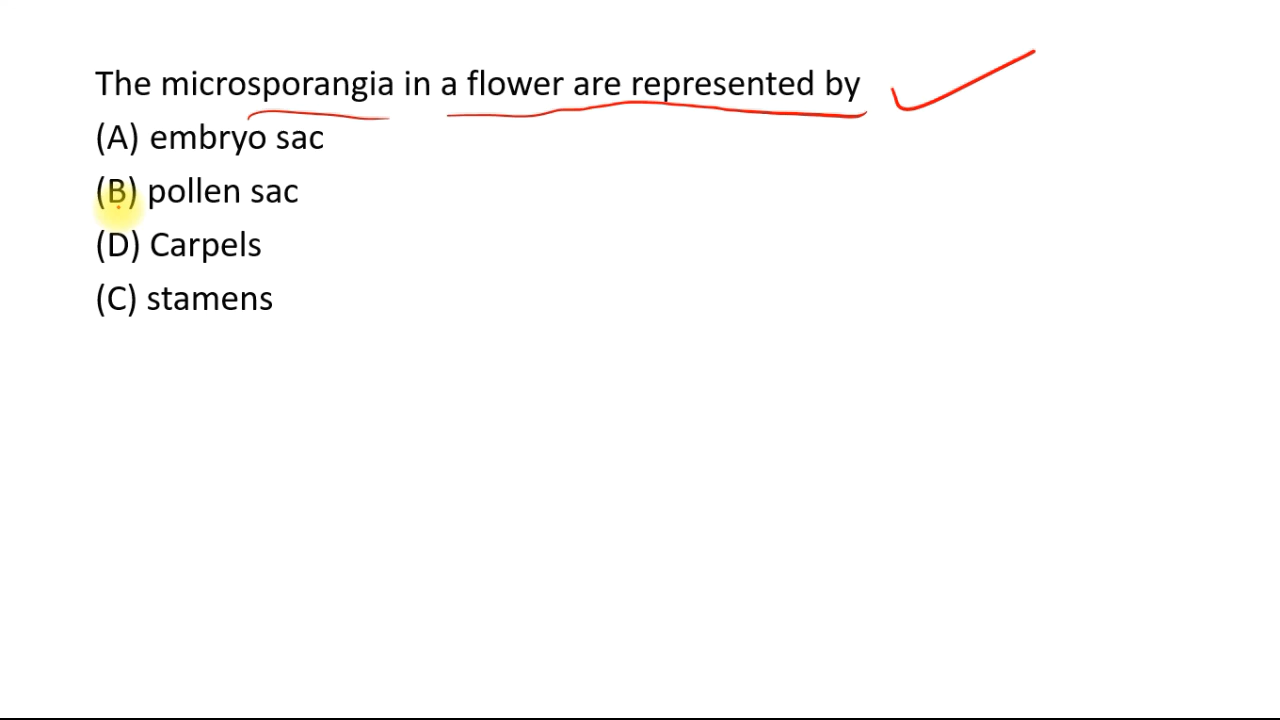 The microsporangia in a flower are represented by
(A) embryo sac
(B) pollen sac
(D) Carpels
(C) stamens